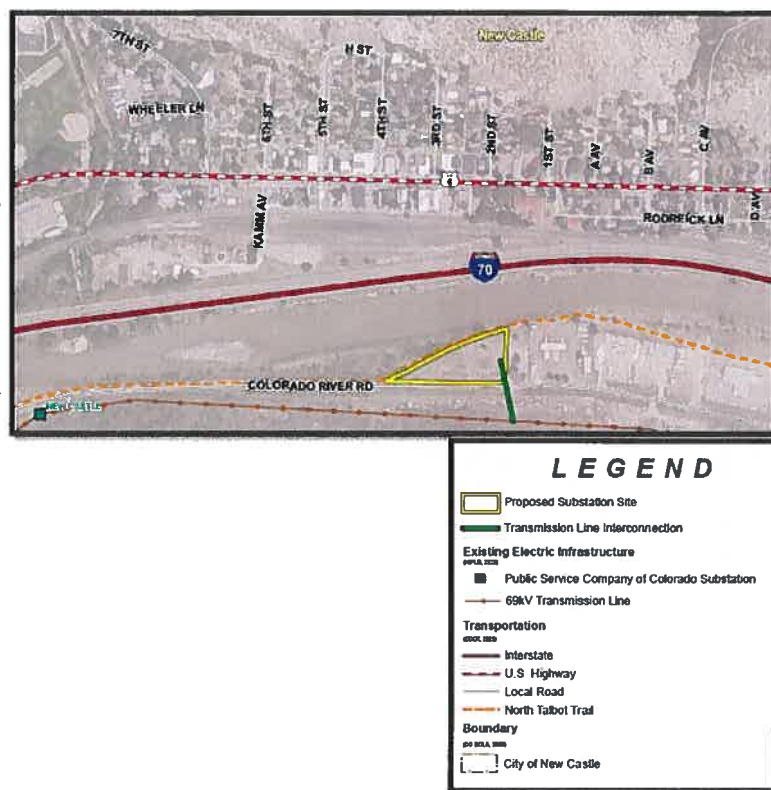 New Castle
7TH ST
H ST
WHEELER LN
6TH ST
5TH ST
4TH ST
3RD ST
2ND ST
1ST ST
A AV
B AV
C AV
D AV
6
KAMM AV
RODREICK LN
70
COLORADO RIVER RD
NEW CASTLE
LEGEND
Proposed Substation Site
Transmission Line Interconnection
Existing Electric Infrastructure
Public Service Company of Colorado Substation
69kV Transmission Line
Transportation
Interstate
U.S Highway
Local Road
North Talbot Trail
Boundary
City of New Castle